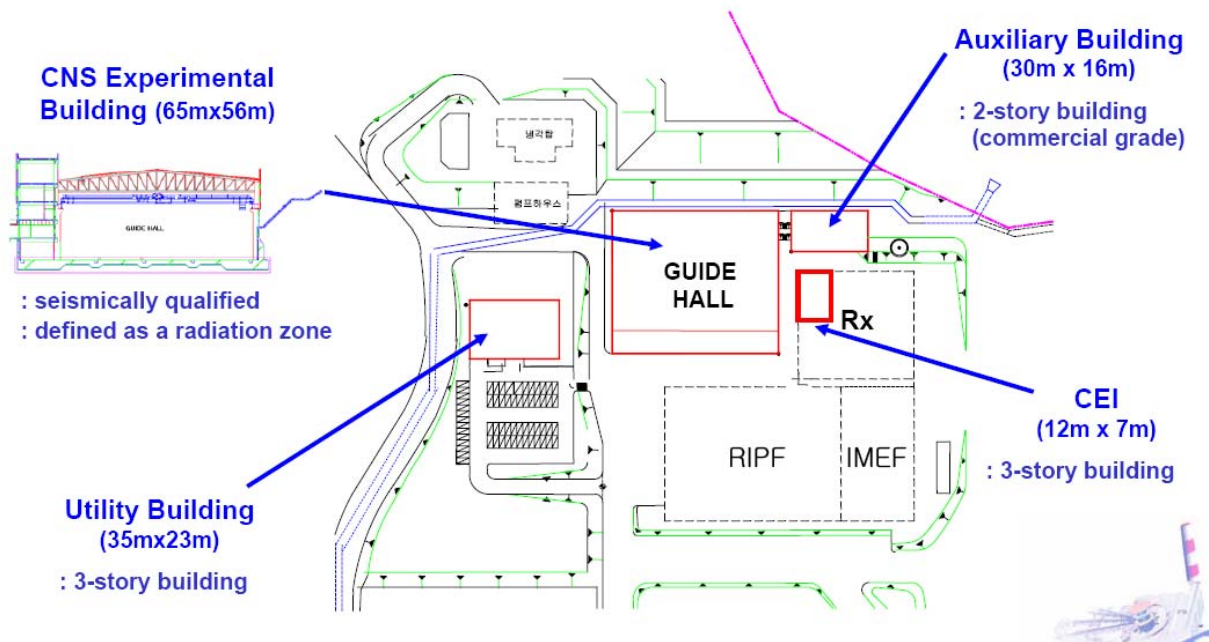 CNS Experimental
Building (65mx56m)
GUIDE HALL
: seismically qualified
: defined as a radiation zone
Auxiliary Building
(30m x 16m)
: 2-story building
(commercial grade)
냉각탑
펌프하우스
GUIDE
HALL
Rx
CEI
(12m x 7m)
: 3-story building
RIPF
IMEF
Utility Building
(35mx23m)
: 3-story building